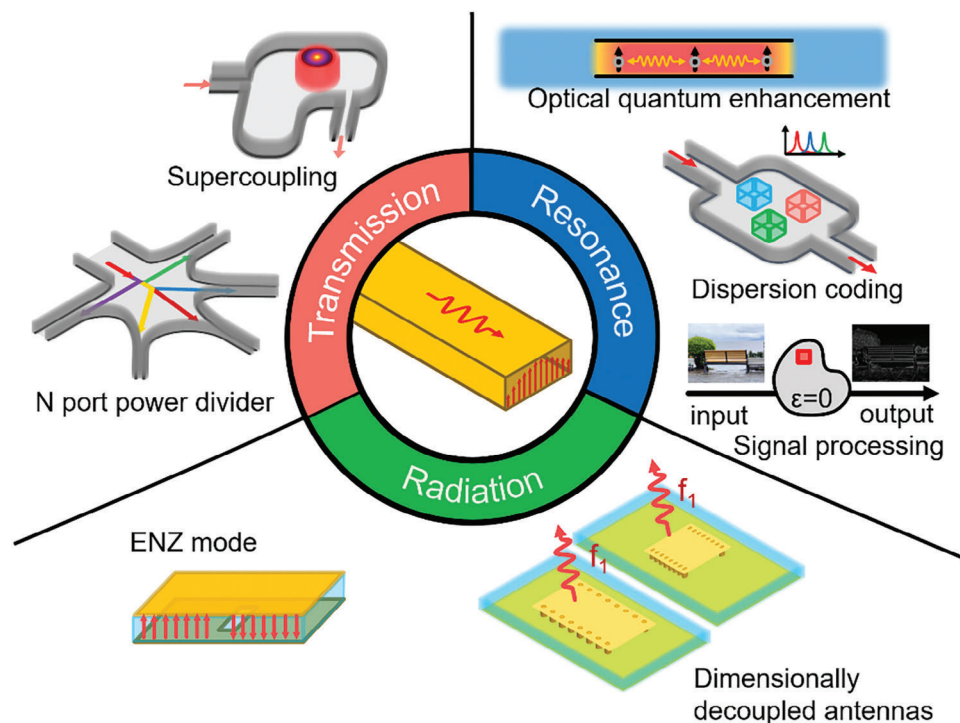 Optical quantum enhancement
Supercoupling
Transmission
Resonance
Dispersion coding
N port power divider
input
ε=0
output
Signal processing
Radiation
ENZ mode
f₁
f₁
Dimensionally
decoupled antennas